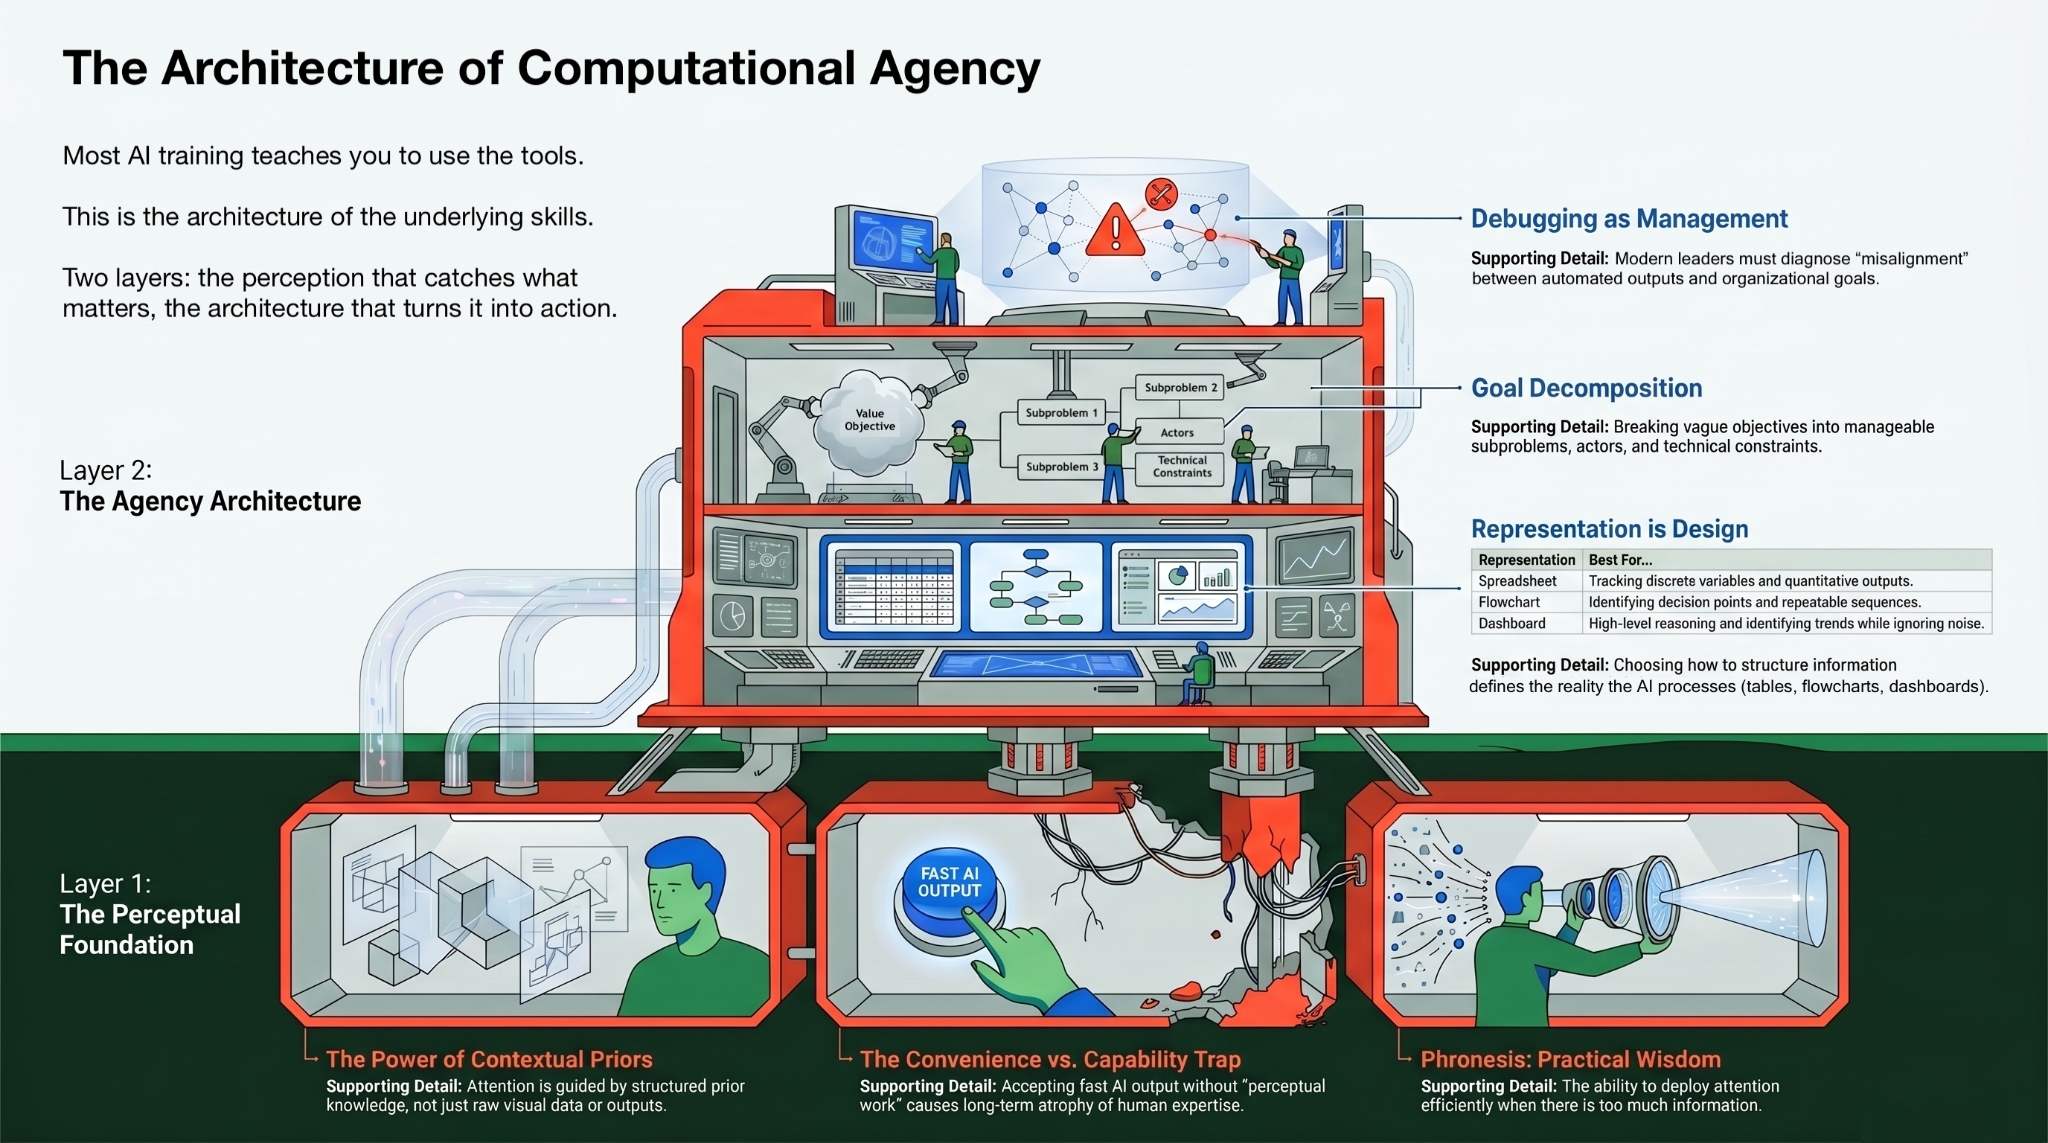 The Architecture of Computational Agency
Most AI training teaches you to use the tools.
This is the architecture of the underlying skills.
Two layers: the perception that catches what
matters, the architecture that turns it into action.
Layer 2:
The Agency Architecture
Debugging as Management
Supporting Detail: Modern leaders must diagnose “misalignment”
between automated outputs and organizational goals.
Value
Objective
Subproblem 1
Subproblem 2
Subproblem 3
Actors
Technical
Constraints
Goal Decomposition
Supporting Detail: Breaking vague objectives into manageable
subproblems, actors, and technical constraints.
Representation is Design
Representation Best For...
Spreadsheet Tracking discrete variables and quantitative outputs.
Flowchart Identifying decision points and repeatable sequences.
Dashboard High-level reasoning and identifying trends while ignoring noise.
Supporting Detail: Choosing how to structure information
defines the reality the AI processes (tables, flowcharts, dashboards).
Layer 1:
The Perceptual
Foundation
FAST AI
OUTPUT
The Power of Contextual Priors
Supporting Detail: Attention is guided by structured prior
knowledge, not just raw visual data or outputs.
The Convenience vs. Capability Trap
Supporting Detail: Accepting fast AI output without “perceptual
work” causes long-term atrophy of human expertise.
Phronesis: Practical Wisdom
Supporting Detail: The ability to deploy attention
efficiently when there is too much information.